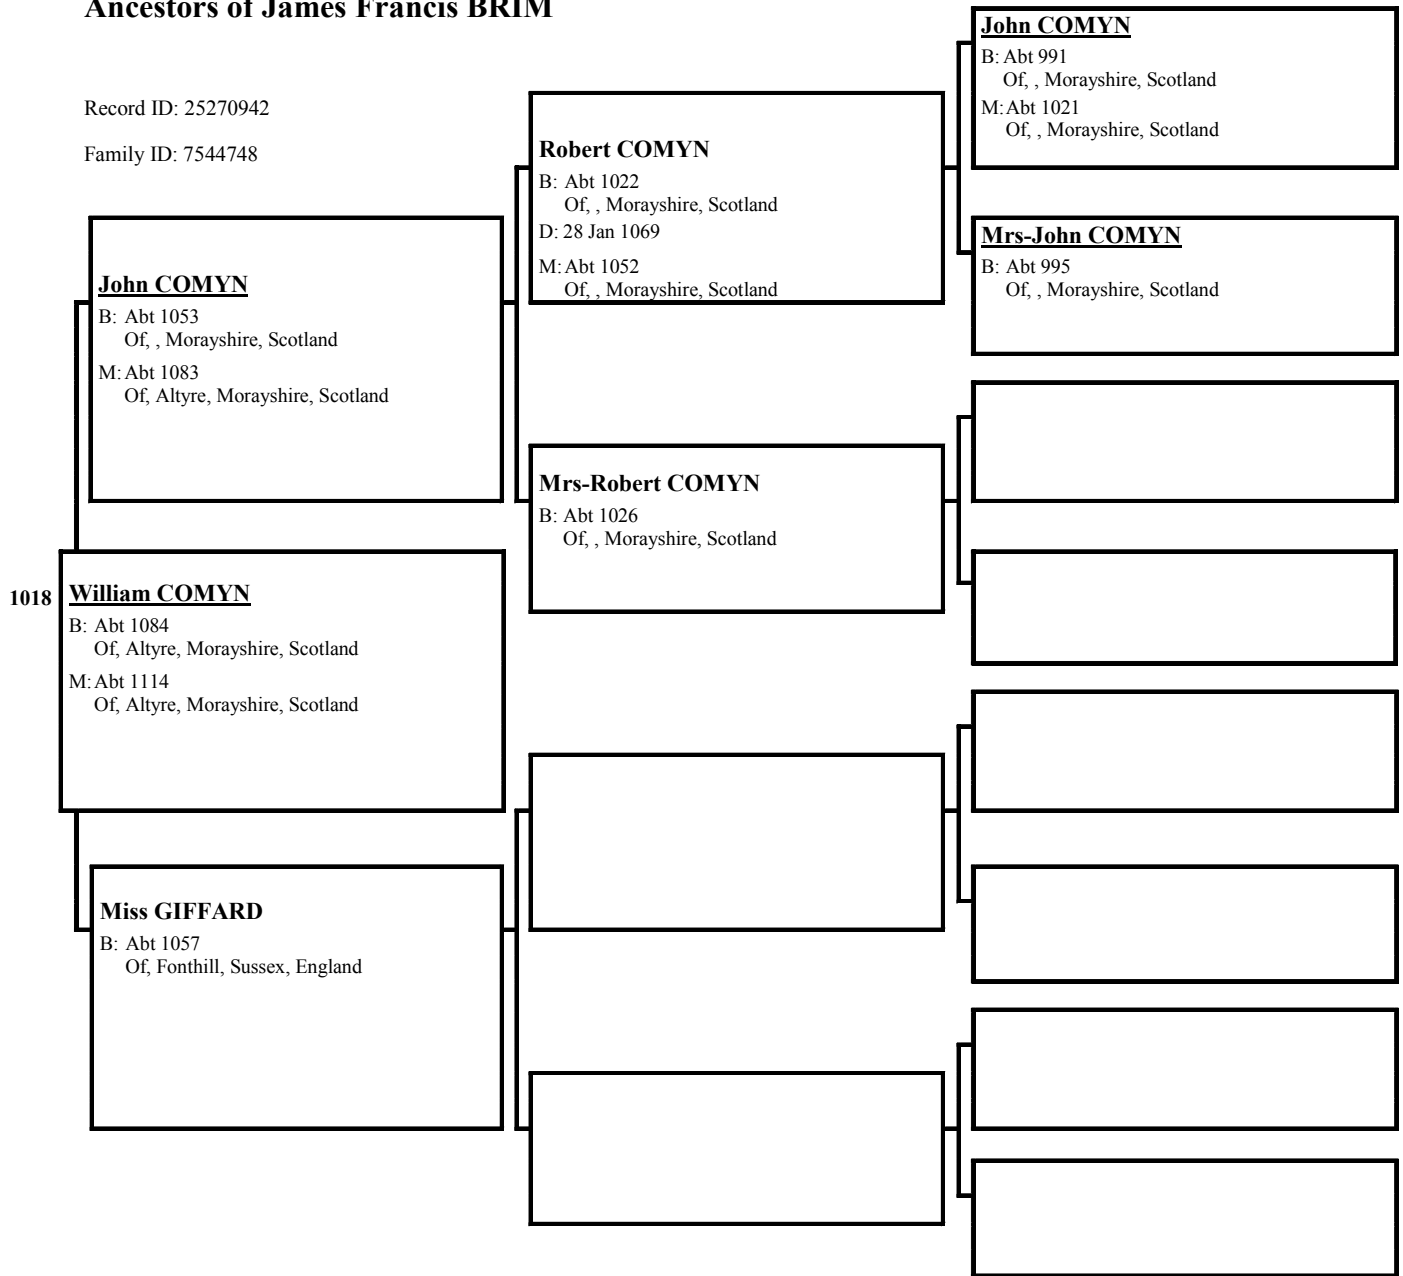 Ancestors of James Francis BRIM
Record ID: 25270942
Family ID: 7544748
1018
William COMYN
B: Abt 1084
Of, Altyre, Morayshire, Scotland
M: Abt 1114
Of, Altyre, Morayshire, Scotland
John COMYN
B: Abt 1053
Of, , Morayshire, Scotland
M: Abt 1083
Of, Altyre, Morayshire, Scotland
Miss GIFFARD
B: Abt 1057
Of, Fonthill, Sussex, England
Robert COMYN
B: Abt 1022
Of, , Morayshire, Scotland
D: 28 Jan 1069
M: Abt 1052
Of, , Morayshire, Scotland
Mrs-Robert COMYN
B: Abt 1026
Of, , Morayshire, Scotland
John COMYN
B: Abt 991
Of, , Morayshire, Scotland
M: Abt 1021
Of, , Morayshire, Scotland
Mrs-John COMYN
B: Abt 995
Of, , Morayshire, Scotland